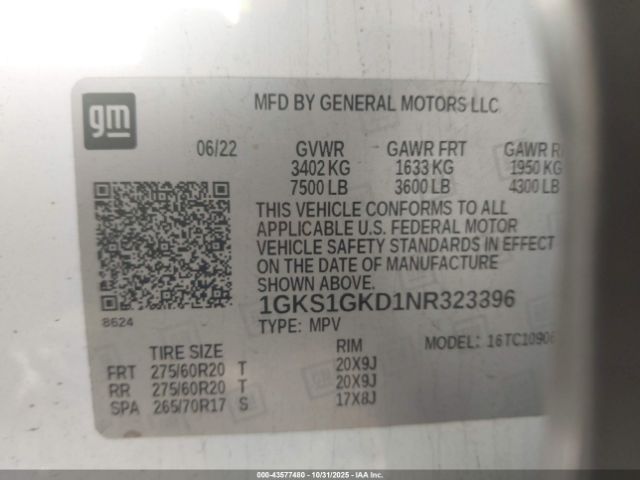 gm
MFD BY GENERAL MOTORS LLC
06/22 GVWR GAWR FRT GAWR
3402 KG 1633 KG 1950 KG
7500 LB 3600 LB 4300 LB
THIS VEHICLE CONFORMS TO ALL
APPLICABLE U.S. FEDERAL MOTOR
VEHICLE SAFETY STANDARDS IN EFFECT
ON THE DATE OF MANUFACTURE
SHOWN ABOVE.
8624
1GKS1GKD1NR323396
TYPE: MPV MODEL:
TIRE SIZE RIM
FRT 275/60R20 T 20X9J
RR 275/60R20 T 20X9J
SPA 265/70R17 S 17X8J
000-43577480 - 10/31/2025 - IAA Inc.